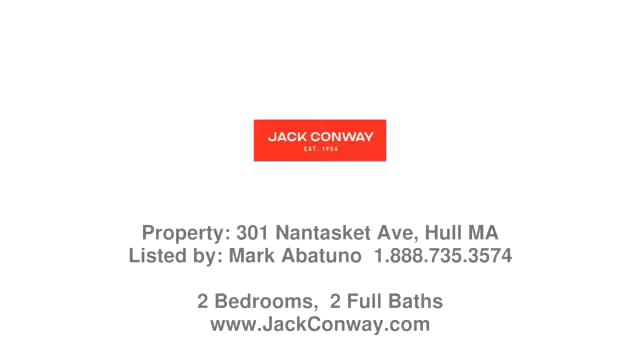 JACK CONWAY
EST. 1956
Property: 301 Nantasket Ave, Hull MA
Listed by: Mark Abatuno  1.888.735.3574
2 Bedrooms,  2 Full Baths
www.JackConway.com